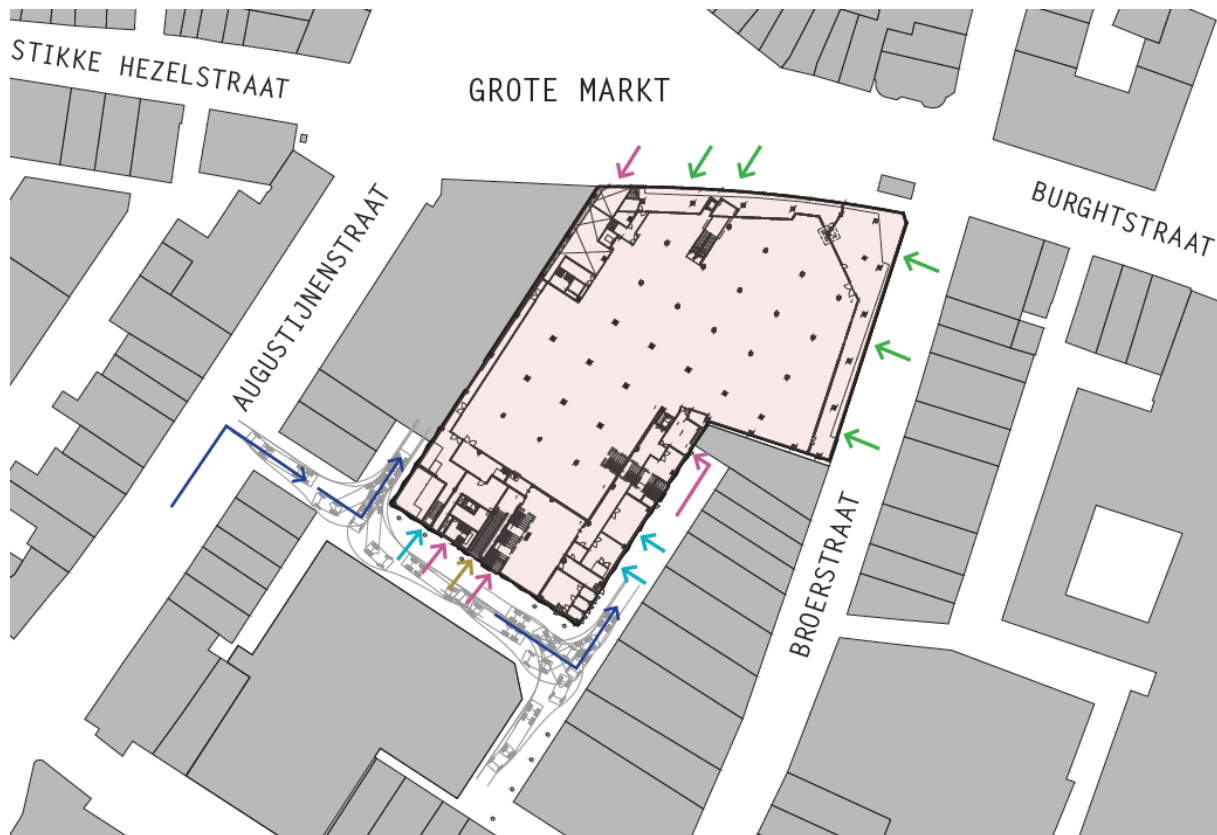 STIKKE HEZELSTRAAT
GROTE MARKT
BURGHTSTRAAT
AUGUSTIJNENSTRAAT
BROERSTRAAT